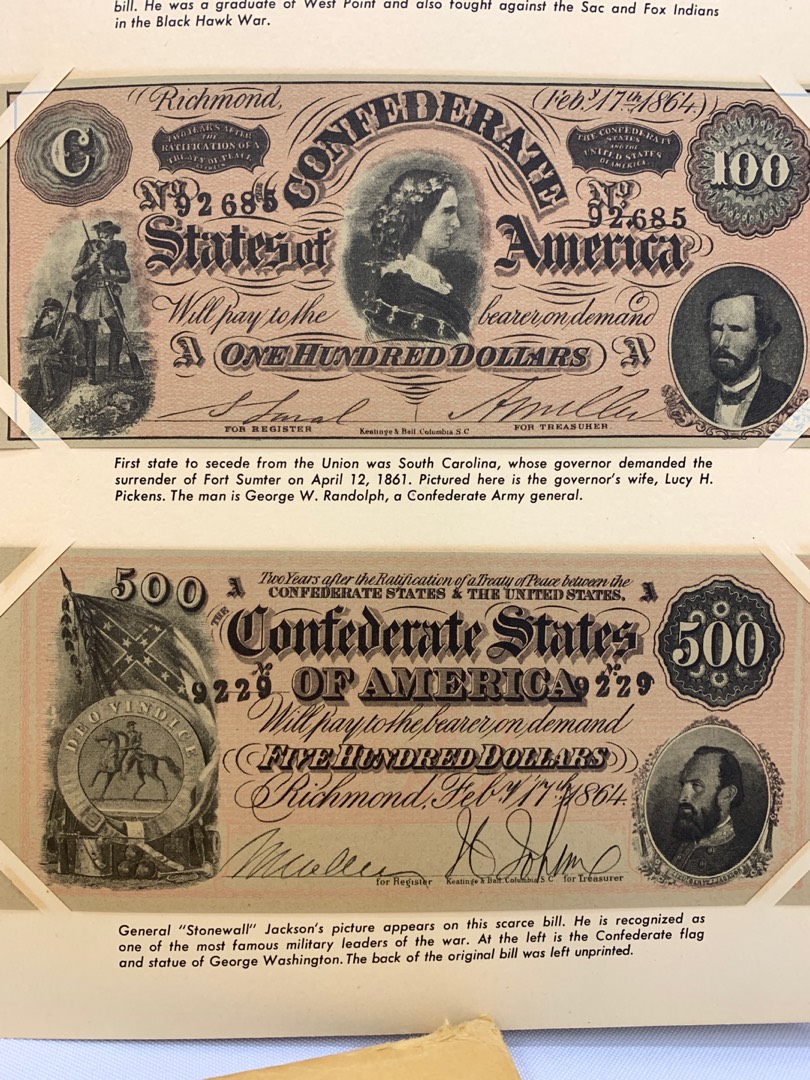 bill. He was a graduate of West Point and also fought against the Sac and Fox Indians
in the Black Hawk War.
Richmond, Feby. 17th 1864.
CONFEDERATE
C
TWO YEARS AFTER
THE
RATIFICATION OF A
TREATY OF PEACE
BETWEEN
THE CONFEDERATE
STATES
AND THE
UNITED STATES
OF AMERICA
100
No 92685
No 92,685
States of America
Will pay to the bearer on demand
A ONE HUNDRED DOLLARS A
FOR REGISTER Keatinge & Ball, Columbia S.C FOR TREASURER
First state to secede from the Union was South Carolina, whose governor demanded the
surrender of Fort Sumter on April 12, 1861. Pictured here is the governor's wife, Lucy H.
Pickens. The man is George W. Randolph, a Confederate Army general.
500 A Two Years after the Ratification of a Treaty of Peace between the A
CONFEDERATE STATES & THE UNITED STATES.
THE
Confederate States
500
No 9229 OF AMERICA No 9229
DEO VINDICE
Will pay to the bearer on demand
FIVE HUNDRED DOLLARS
Richmond, Feby. 17th 1864.
for Register Keatinge & Ball, Columbia, S.C for Treasurer
General "Stonewall" Jackson's picture appears on this scarce bill. He is recognized as
one of the most famous military leaders of the war. At the left is the Confederate flag
and statue of George Washington. The back of the original bill was left unprinted.